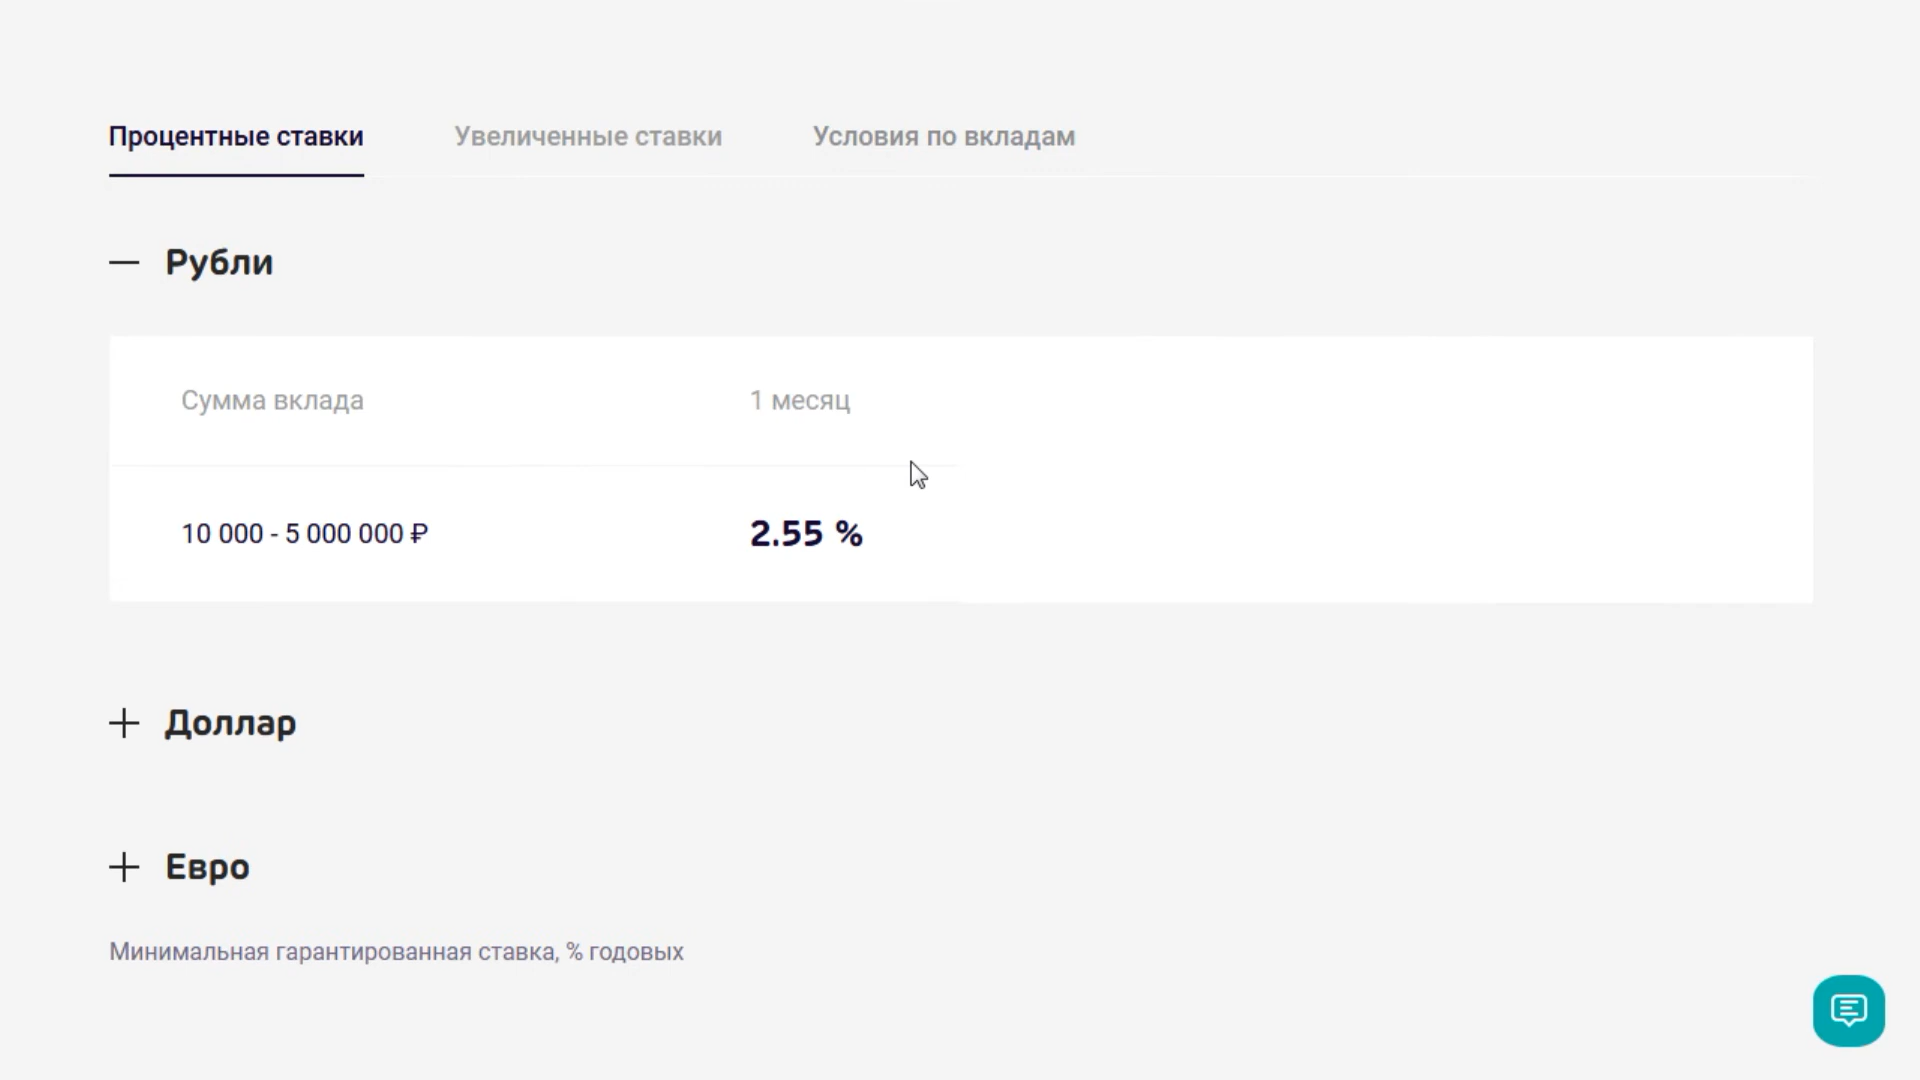 Процентные ставки Увеличенные ставки Условия по вкладам
Рубли
Сумма вклада 1 месяц
10 000 - 5 000 000 ₽ 2.55 %
Доллар
Евро
Минимальная гарантированная ставка, % годовых